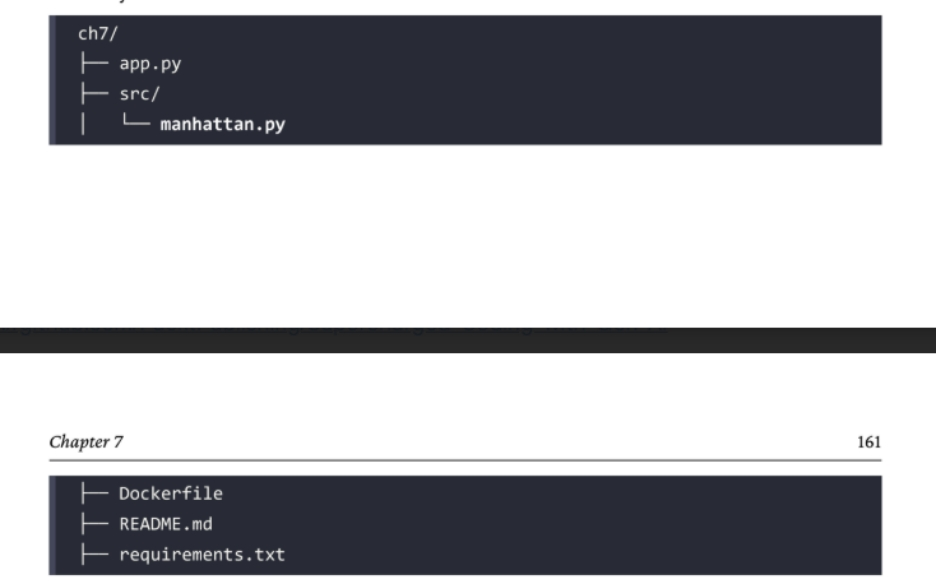 ch7/
├── app.py
├── src/
│   └── manhattan.py
Chapter 7 161
├── Dockerfile
├── README.md
├── requirements.txt